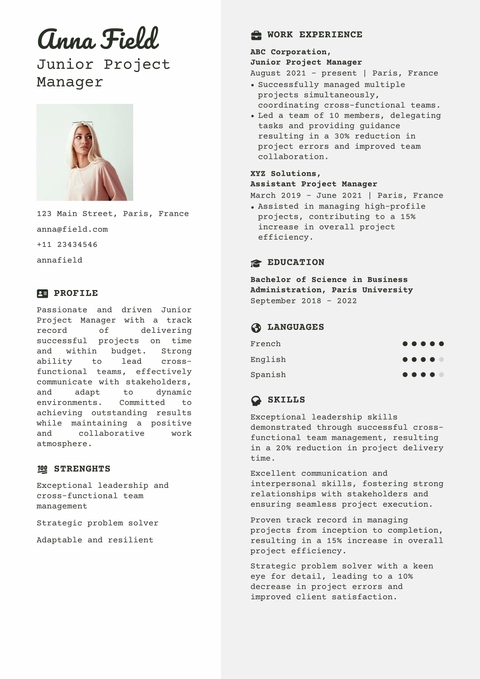 Anna Field
Junior Project
Manager
123 Main Street, Paris, France
anna@field.com
+11 23434546
annafield
PROFILE
Passionate and driven Junior
Project Manager with a track
record of delivering
successful projects on time
and within budget. Strong
ability to lead cross-
functional teams, effectively
communicate with stakeholders,
and adapt to dynamic
environments. Committed to
achieving outstanding results
while maintaining a positive
and collaborative work
atmosphere.
STRENGHTS
Exceptional leadership and
cross-functional team
management
Strategic problem solver
Adaptable and resilient
WORK EXPERIENCE
ABC Corporation,
Junior Project Manager
August 2021 - present | Paris, France
• Successfully managed multiple
projects simultaneously,
coordinating cross-functional teams.
• Led a team of 10 members, delegating
tasks and providing guidance
resulting in a 30% reduction in
project errors and improved team
collaboration.
XYZ Solutions,
Assistant Project Manager
March 2019 - June 2021 | Paris, France
• Assisted in managing high-profile
projects, contributing to a 15%
increase in overall project
efficiency.
EDUCATION
Bachelor of Science in Business
Administration, Paris University
September 2018 - 2022
LANGUAGES
French
English
Spanish
SKILLS
Exceptional leadership skills
demonstrated through successful cross-
functional team management, resulting
in a 20% reduction in project delivery
time.
Excellent communication and
interpersonal skills, fostering strong
relationships with stakeholders and
ensuring seamless project execution.
Proven track record in managing
projects from inception to completion,
resulting in a 15% increase in overall
project efficiency.
Strategic problem solver with a keen
eye for detail, leading to a 10%
decrease in project errors and
improved client satisfaction.